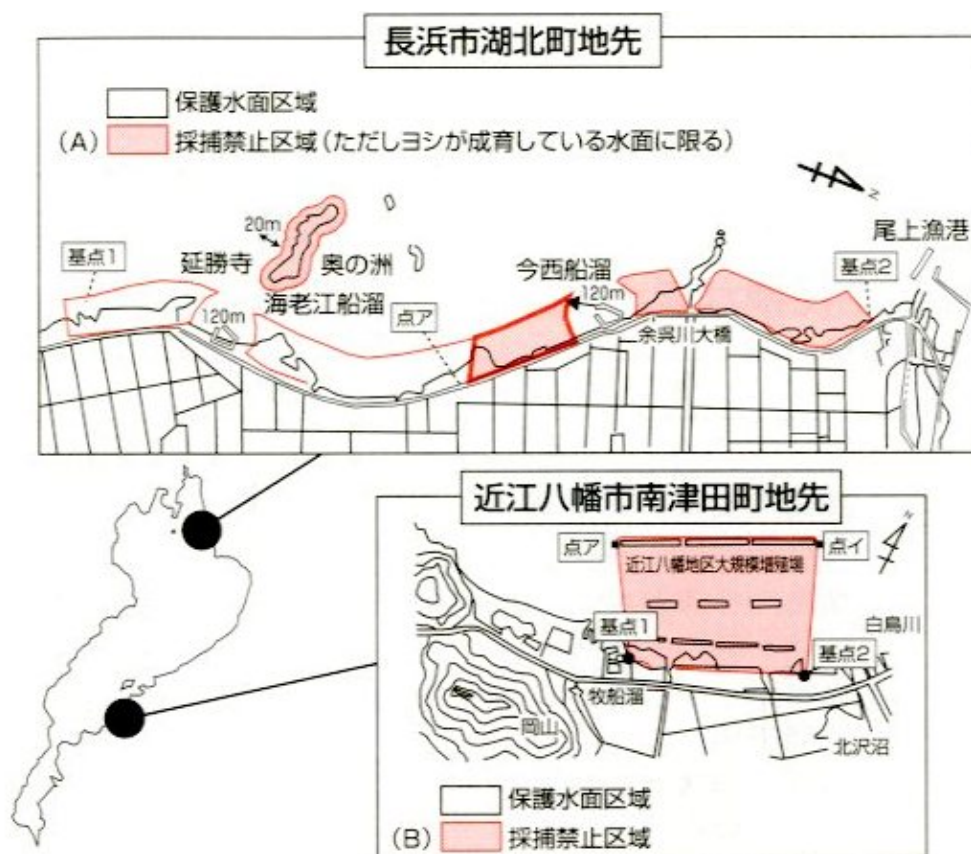 長浜市湖北町地先
保護水面区域
(A) 採捕禁止区域(ただしヨシが成育している水面に限る)
N
尾上漁港
20m
基点1
延勝寺
奥の洲
今西船溜
基点2
海老江船溜
120m
120m
点ア
余呉川大橋
近江八幡市南津田町地先
N
点ア
点イ
近江八幡地区大規模増殖場
白鳥川
基点1
基点2
牧船溜
岡山
北沢沼
保護水面区域
(B) 採捕禁止区域